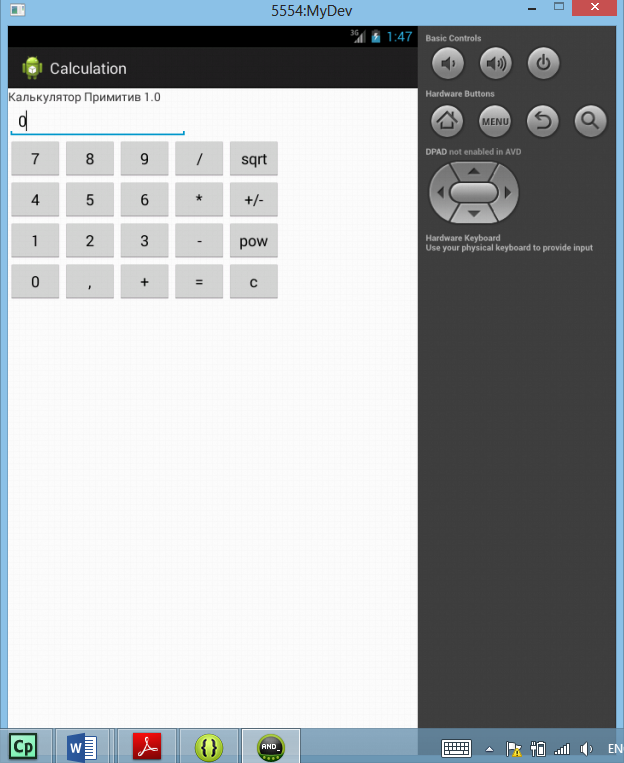 5554:MyDev
3G 1:47
Calculation
Калькулятор Примитив 1.0
0
7 8 9 / sqrt
4 5 6 * +/-
1 2 3 - pow
0 , + = c
Basic Controls
Hardware Buttons
MENU
DPAD not enabled in AVD
Hardware Keyboard
Use your physical keyboard to provide input
Cp W {} AND_ EN